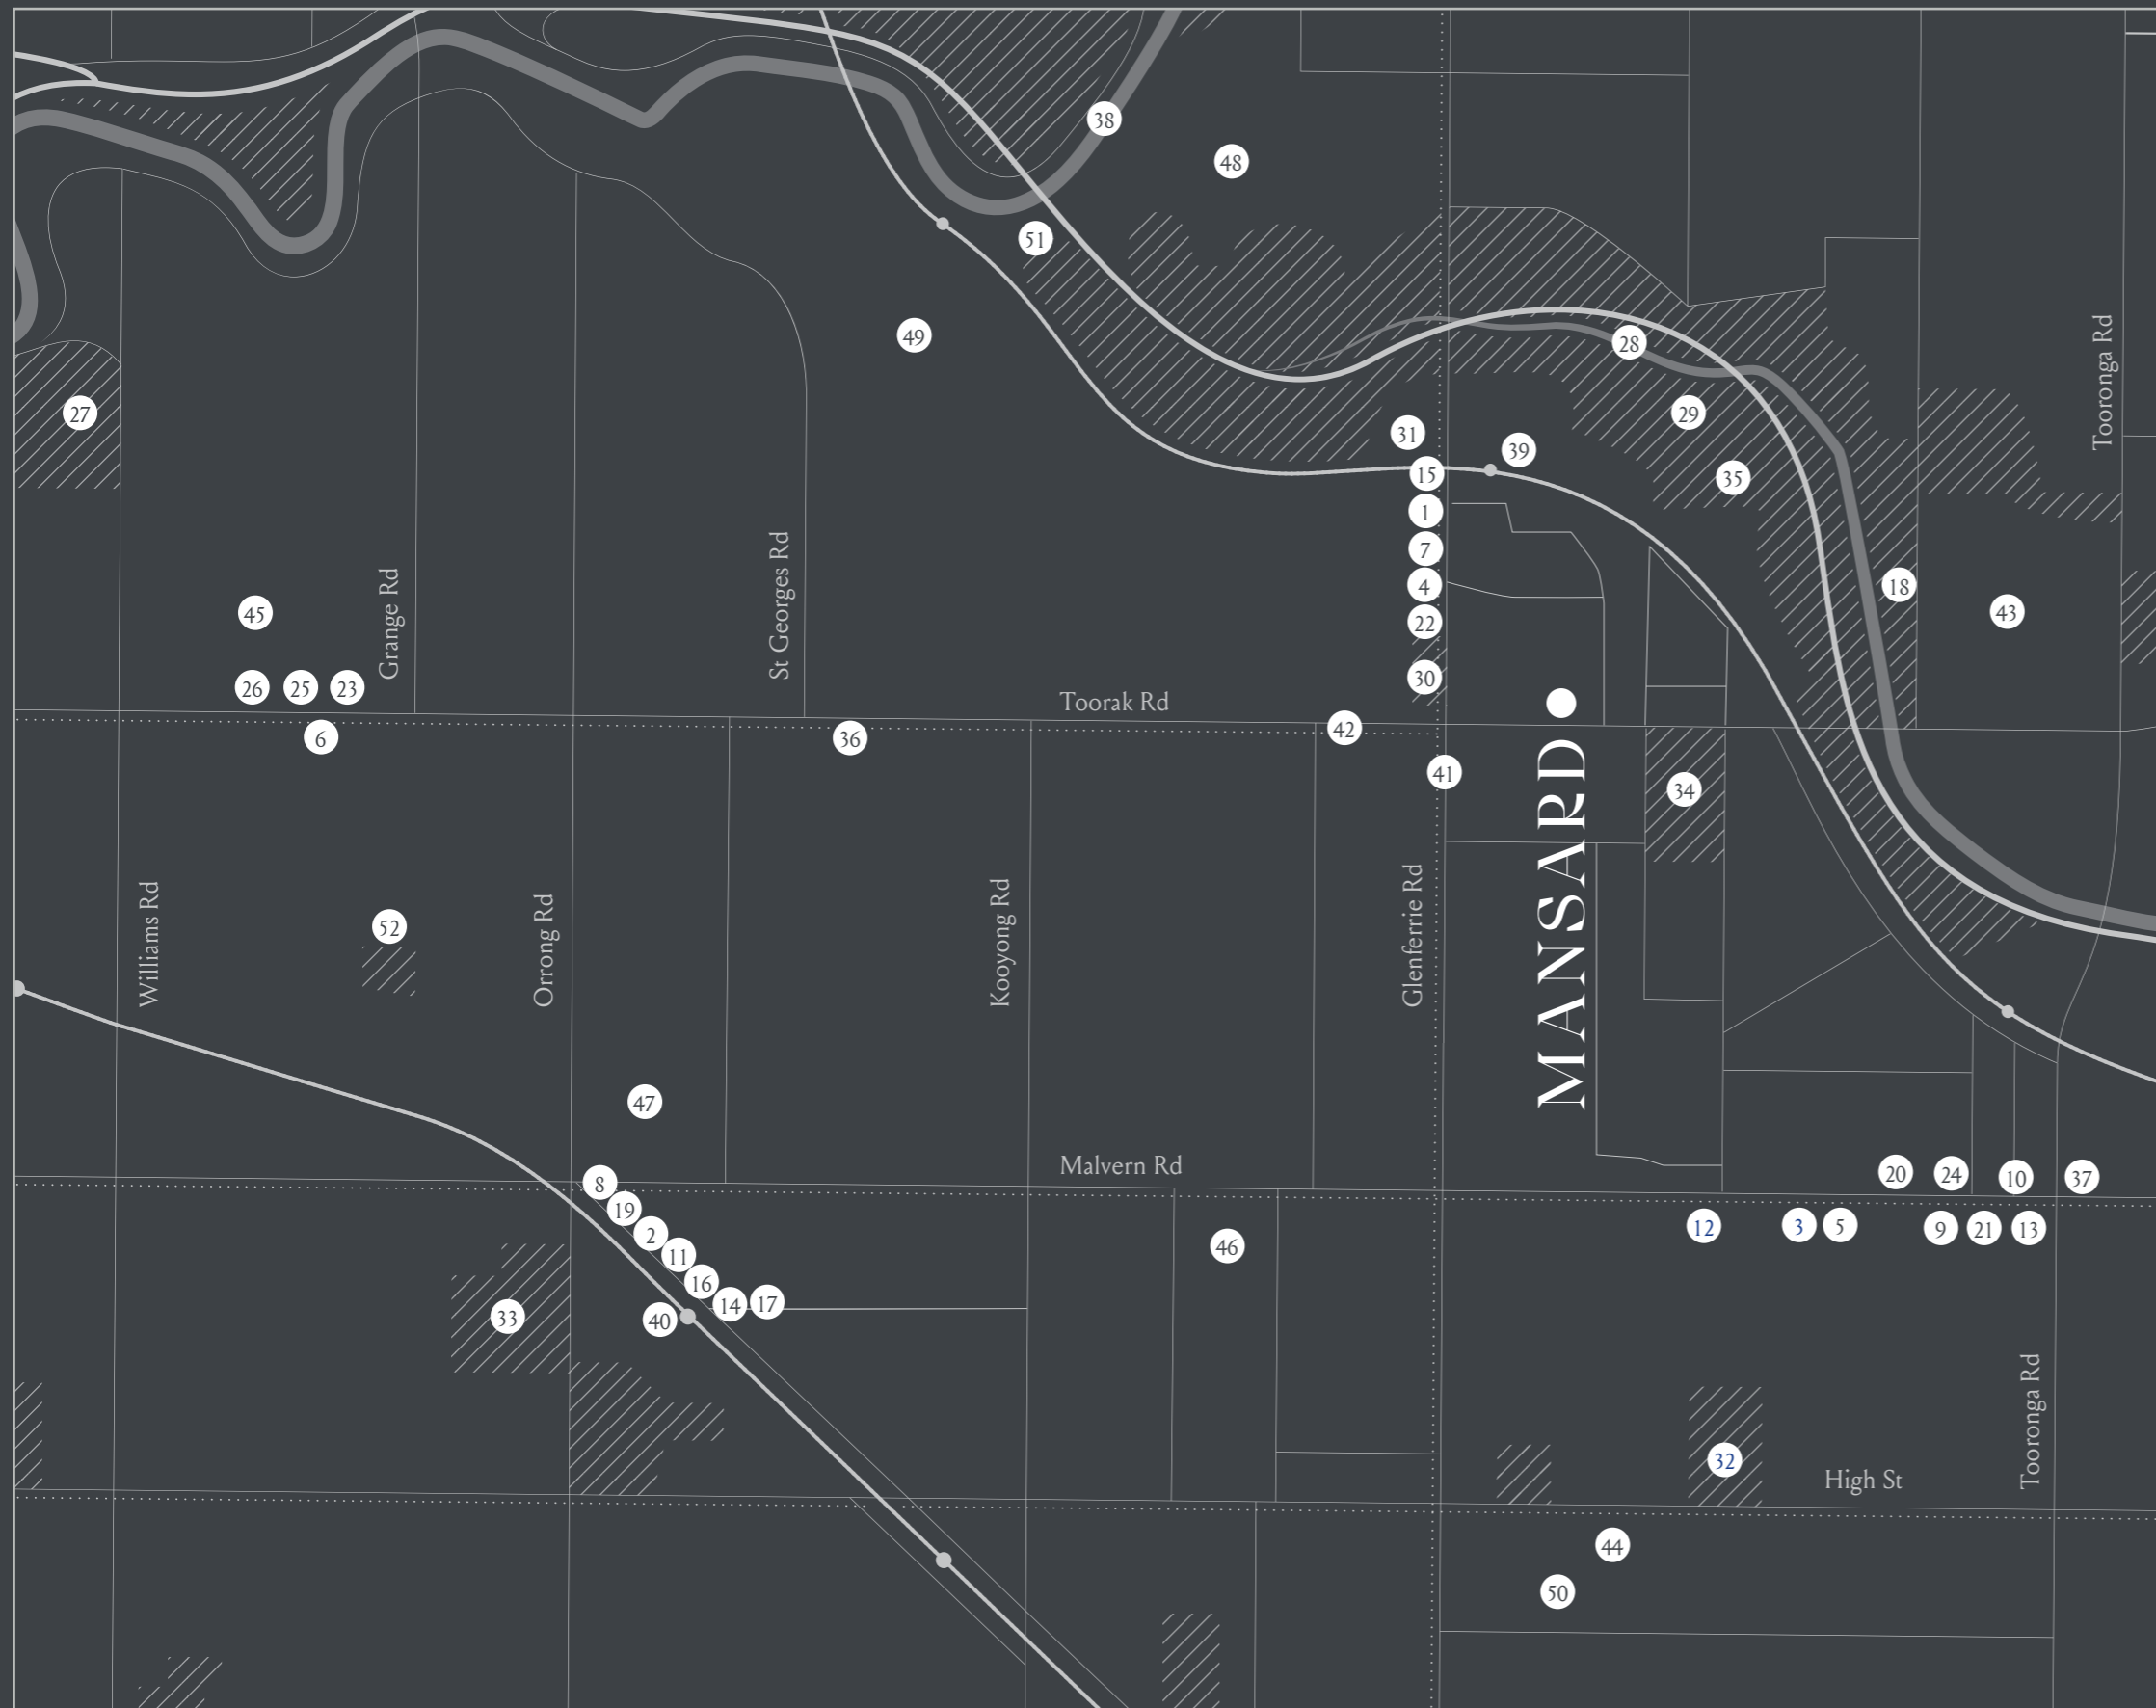 38
48
51
49
28
27
29
31
39
15
35
1
7
4
18
22
43
45
30
26 25 23
6
36
42
41
34
Tooronga Rd
Grange Rd
St Georges Rd
Toorak Rd
MANSARD
Williams Rd
52
Orrong Rd
Kooyong Rd
Glenferrie Rd
47
Malvern Rd
8
19
2
11
16
14 17
40
33
46
20 24 10 37
12 3 5 9 21 13
32
Tooronga Rd
High St
44
50